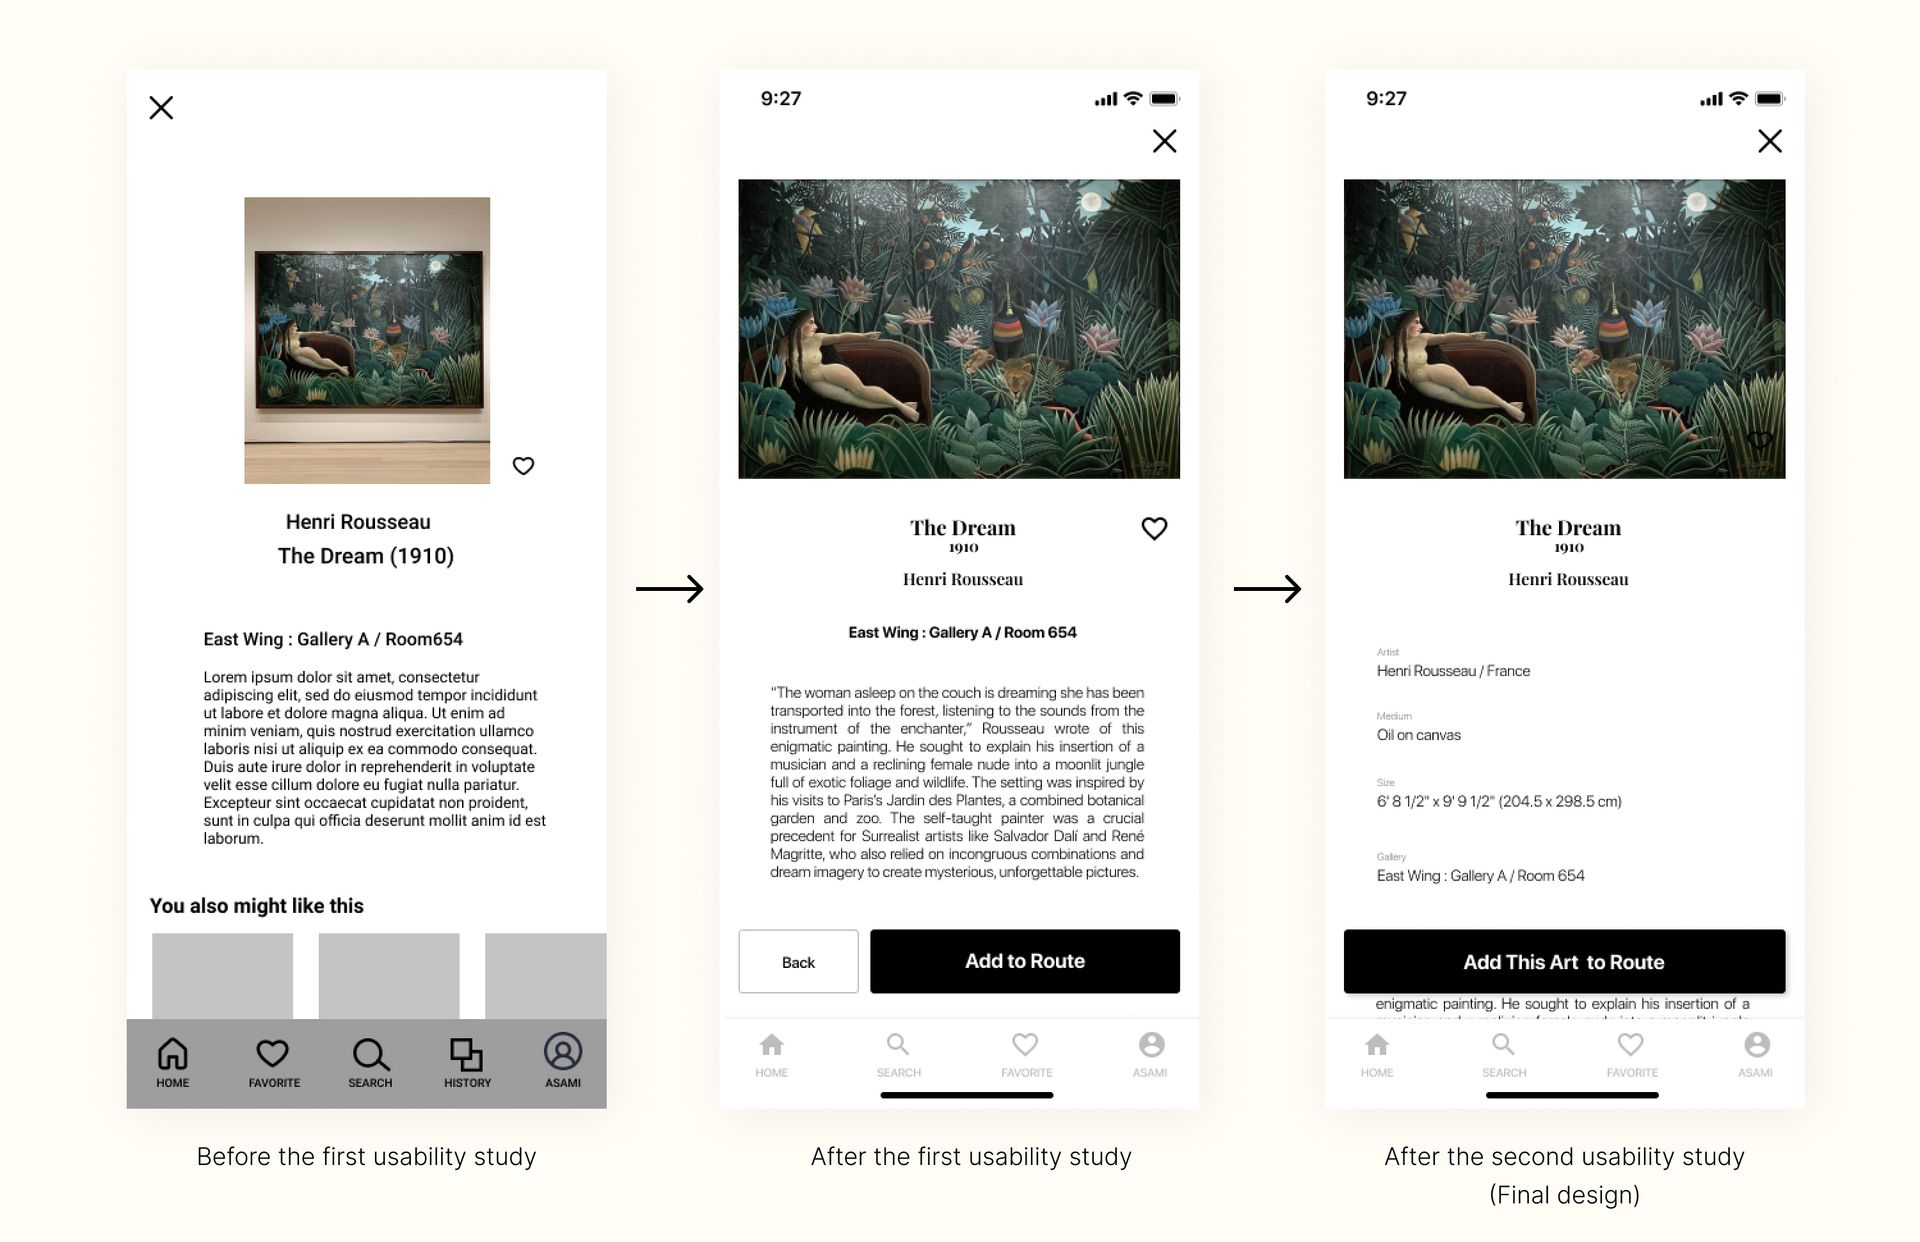 Henri Rousseau
The Dream (1910)
East Wing : Gallery A / Room654
Lorem ipsum dolor sit amet, consectetur
adipiscing elit, sed do eiusmod tempor incididunt
ut labore et dolore magna aliqua. Ut enim ad
minim veniam, quis nostrud exercitation ullamco
laboris nisi ut aliquip ex ea commodo consequat.
Duis aute irure dolor in reprehenderit in voluptate
velit esse cillum dolore eu fugiat nulla pariatur.
Excepteur sint occaecat cupidatat non proident,
sunt in culpa qui officia deserunt mollit anim id est
laborum.
You also might like this
HOME FAVORITE SEARCH HISTORY ASAMI
Before the first usability study
9:27
The Dream
1910
Henri Rousseau
East Wing : Gallery A / Room 654
“The woman asleep on the couch is dreaming she has been
transported into the forest, listening to the sounds from the
instrument of the enchanter,” Rousseau wrote of this
enigmatic painting. He sought to explain his insertion of a
musician and a reclining female nude into a moonlit jungle
full of exotic foliage and wildlife. The setting was inspired by
his visits to Paris's Jardin des Plantes, a combined botanical
garden and zoo. The self-taught painter was a crucial
precedent for Surrealist artists like Salvador Dalí and René
Magritte, who also relied on incongruous combinations and
dream imagery to create mysterious, unforgettable pictures.
Back
Add to Route
HOME SEARCH FAVORITE ASAMI
After the first usability study
9:27
The Dream
1910
Henri Rousseau
Artist
Henri Rousseau / France
Medium
Oil on canvas
Size
6' 8 1/2" x 9' 9 1/2" (204.5 x 298.5 cm)
Gallery
East Wing : Gallery A / Room 654
Add This Art to Route
enigmatic painting. He sought to explain his insertion of a
HOME SEARCH FAVORITE ASAMI
After the second usability study
(Final design)